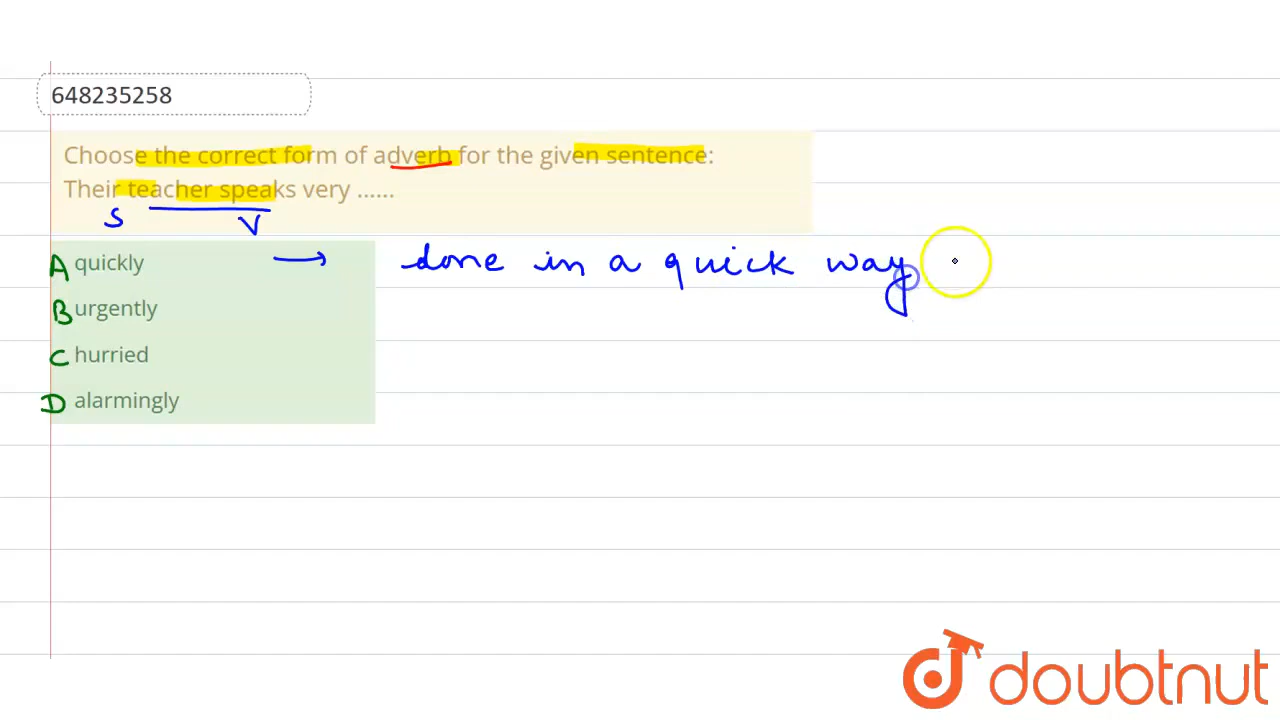 648235258
Choose the correct form of adverb for the given sentence:
Their teacher speaks very ......
S V
A quickly → done in a quick way
B urgently
C hurried
D alarmingly
doubtnut